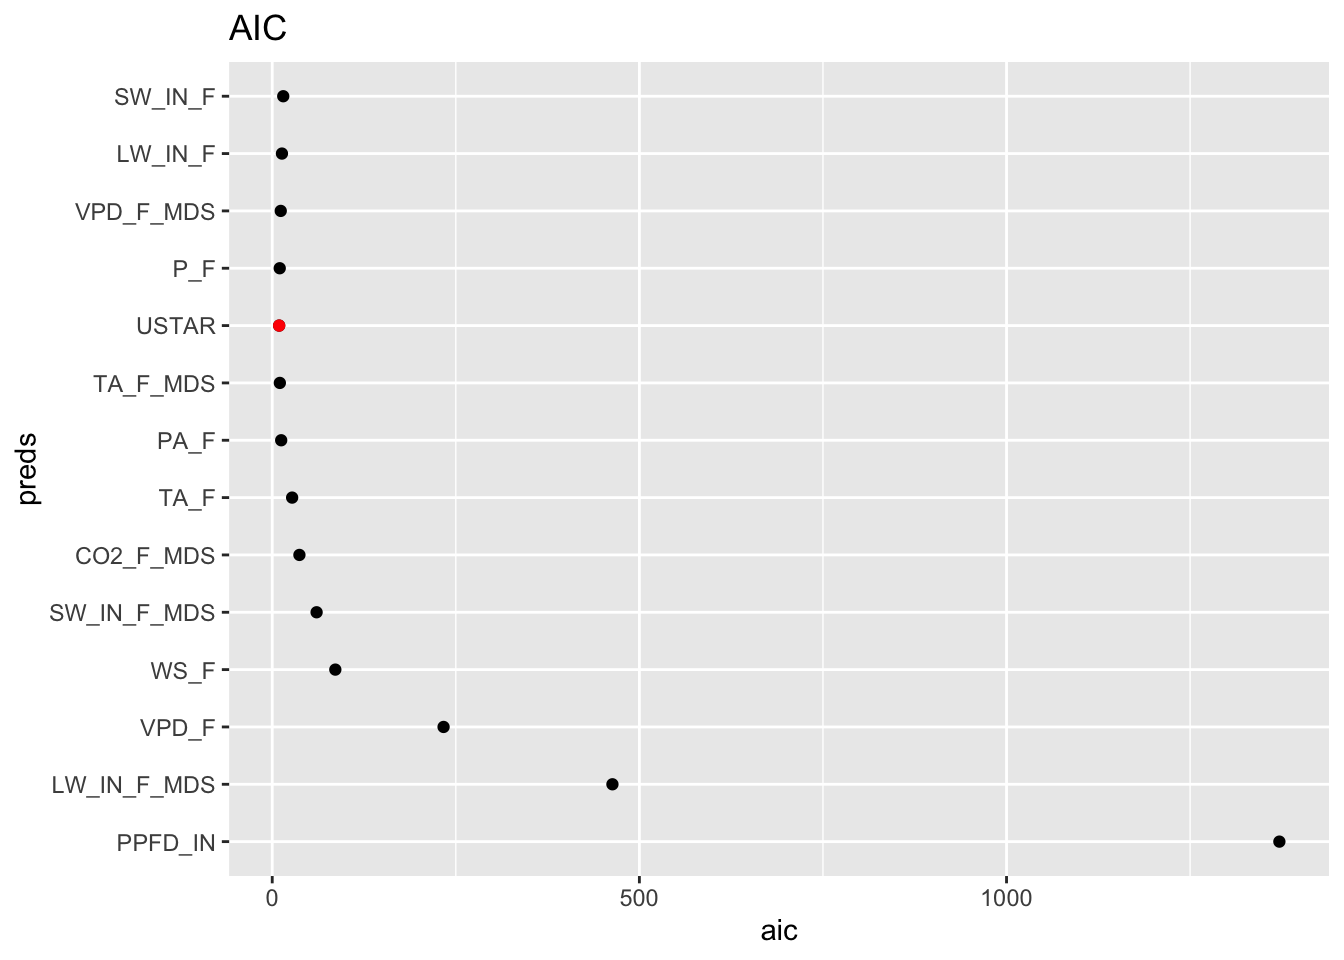 AIC
SW_IN_F
LW_IN_F
VPD_F_MDS
P_F
USTAR
TA_F_MDS
PA_F
TA_F
CO2_F_MDS
SW_IN_F_MDS
WS_F
VPD_F
LW_IN_F_MDS
PPFD_IN
preds
0 500 1000
aic